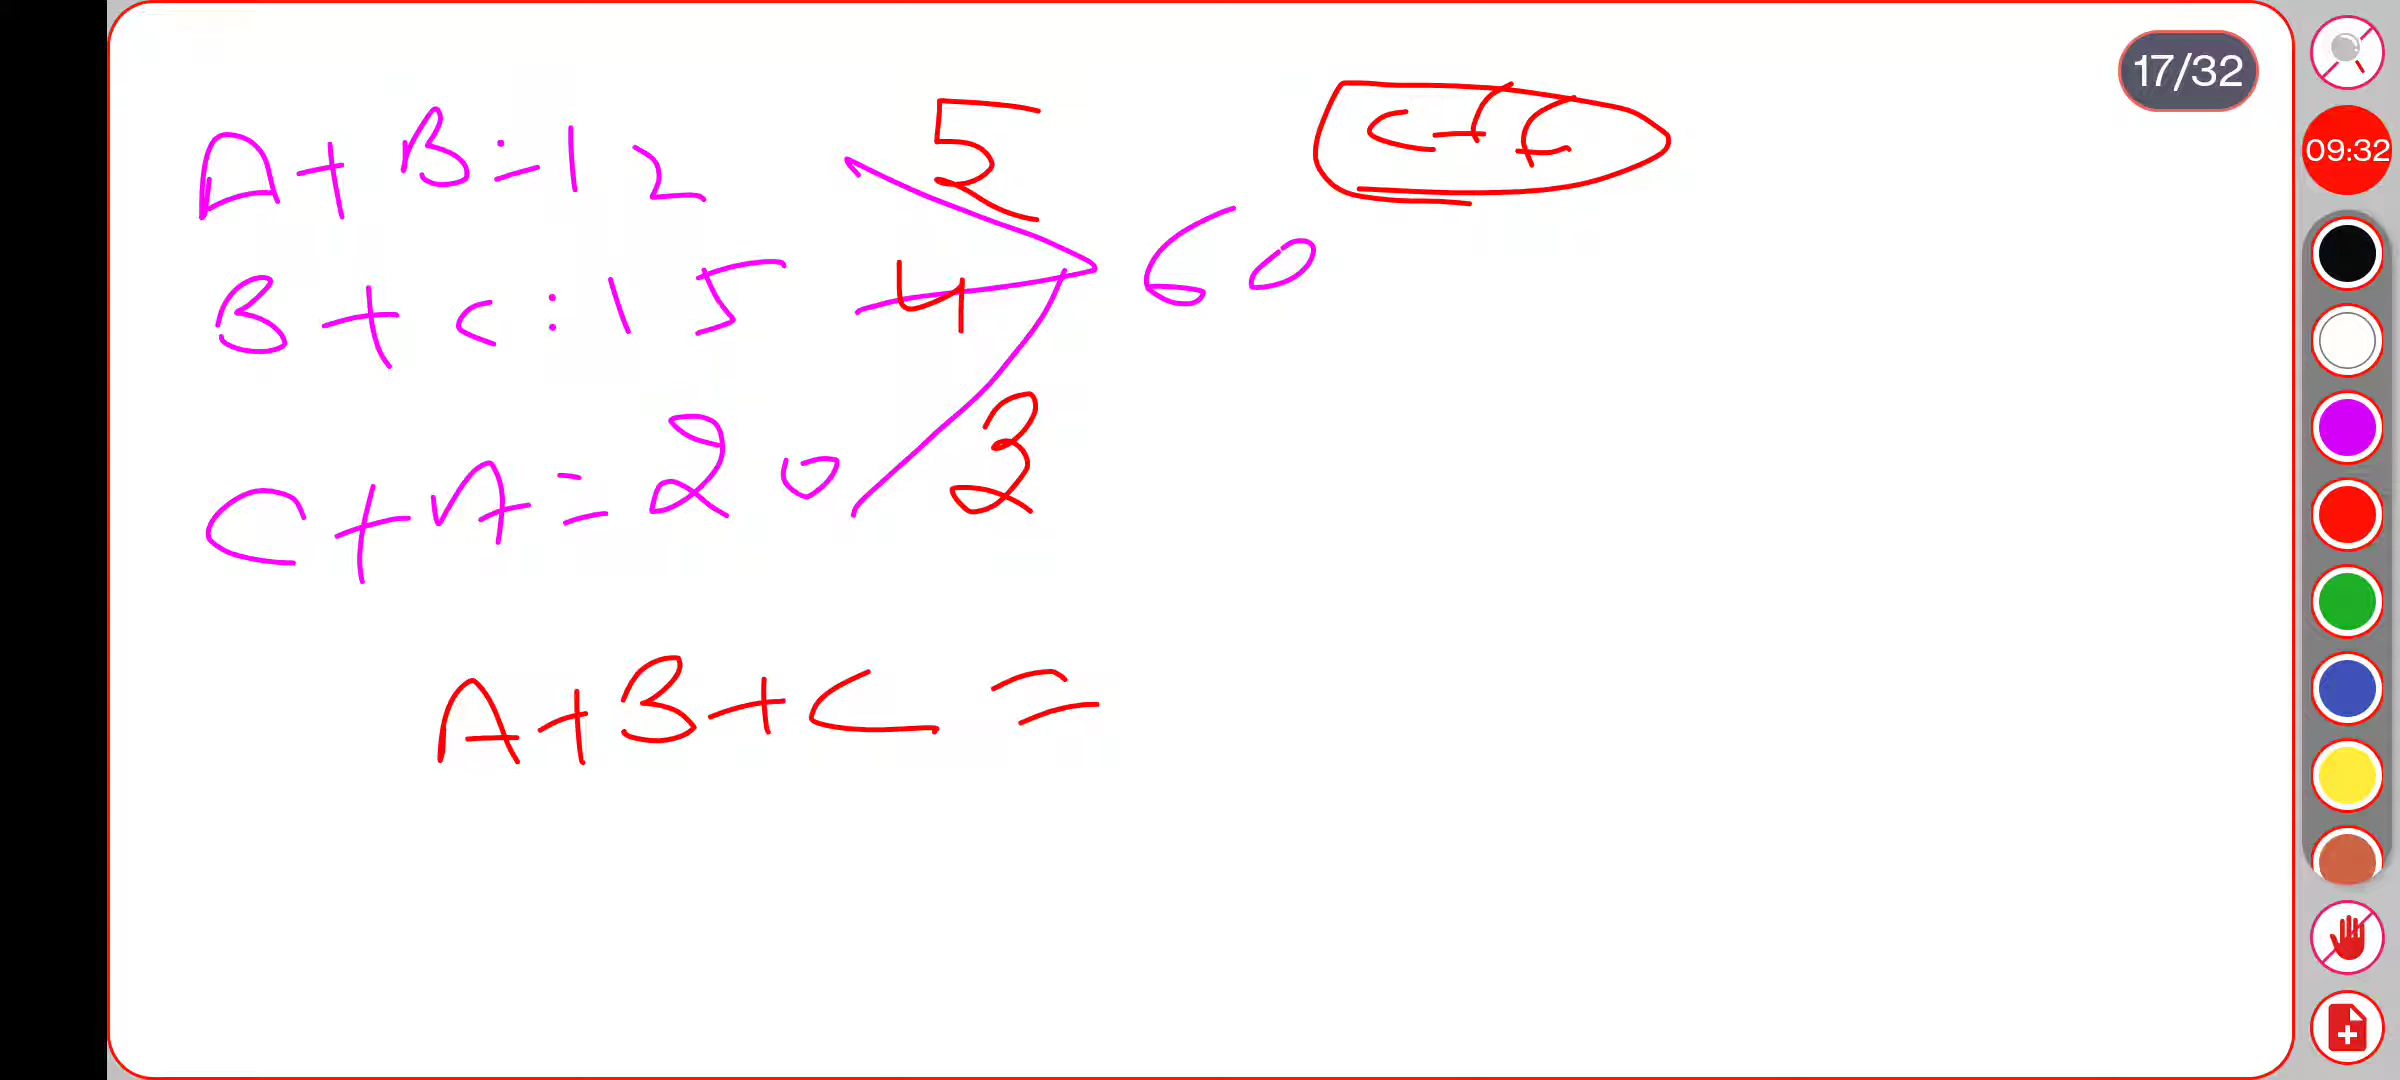 17/32
09:32
A + B = 12 5
B + C : 15 4 60
C + A = 20 3
A + B + C =